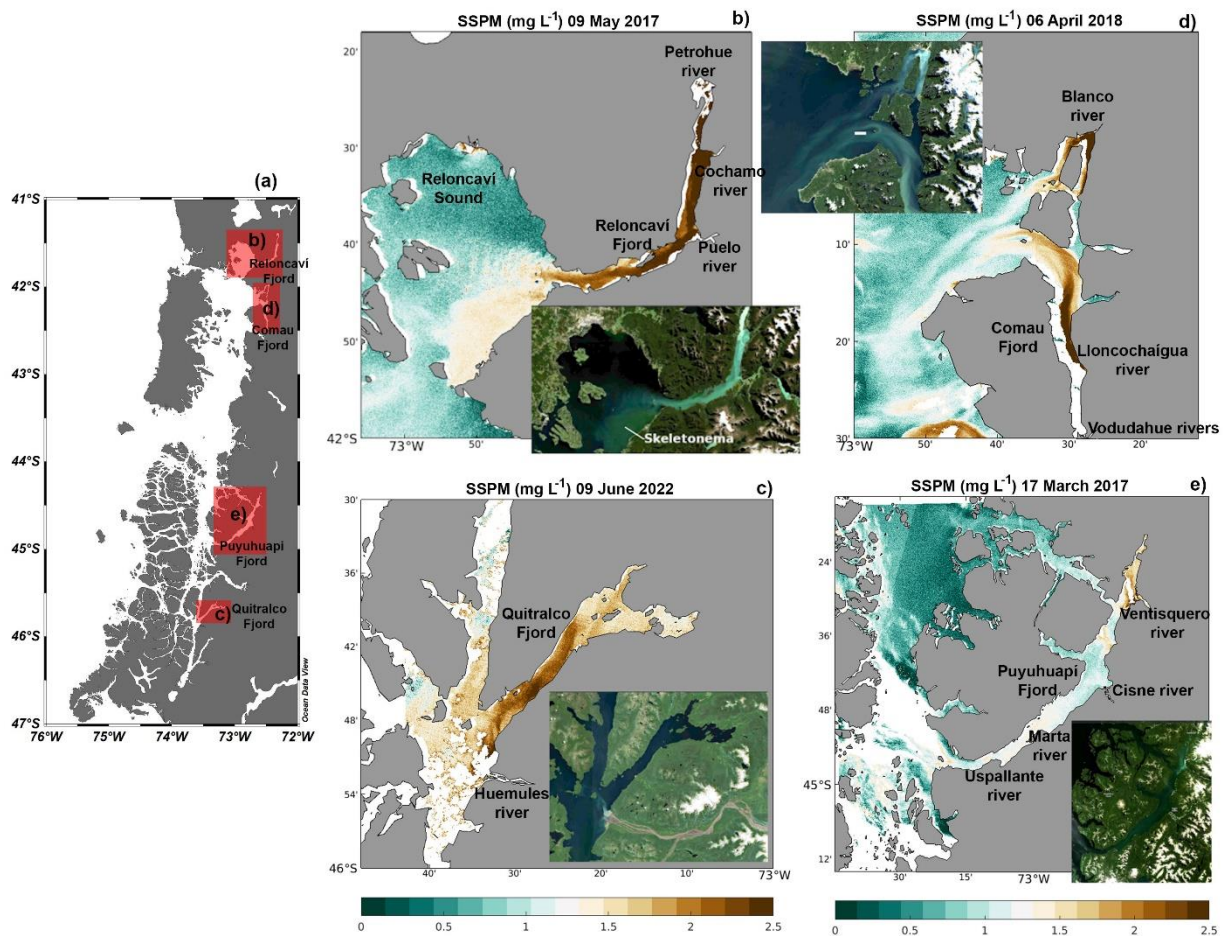 (a)
41°S
42°S
43°S
44°S
45°S
46°S
47°S
76°W
75°W
74°W
73°W
72°W
b)
Reloncaví
Fjord
d)
Comau
Fjord
e)
Puyuhuapi
Fjord
c)
Quitralco
Fjord
Ocean Data View
SSPM (mg L⁻¹) 09 May 2017
b)
20'
30'
40'
50'
42°S
73°W
50'
40'
Petrohue
river
Reloncaví
Sound
Cochamo
river
Reloncaví
Fjord
Puelo
river
Skeletonema
SSPM (mg L⁻¹) 06 April 2018
d)
10'
20'
30'
73°W
50'
40'
30'
20'
Blanco
river
Comau
Fjord
Lloncochaígua
river
Vodudahue rivers
SSPM (mg L⁻¹) 09 June 2022
c)
30'
36'
42'
48'
54'
46°S
40'
30'
20'
10'
73°W
Quitralco
Fjord
Huemules
river
0
0.5
1
1.5
2
2.5
SSPM (mg L⁻¹) 17 March 2017
e)
24'
36'
48'
45°S
12'
30'
15'
73°W
Ventisquero
river
Puyuhuapi
Fjord
Cisne river
Marta
river
Uspallante
river
0
0.5
1
1.5
2
2.5